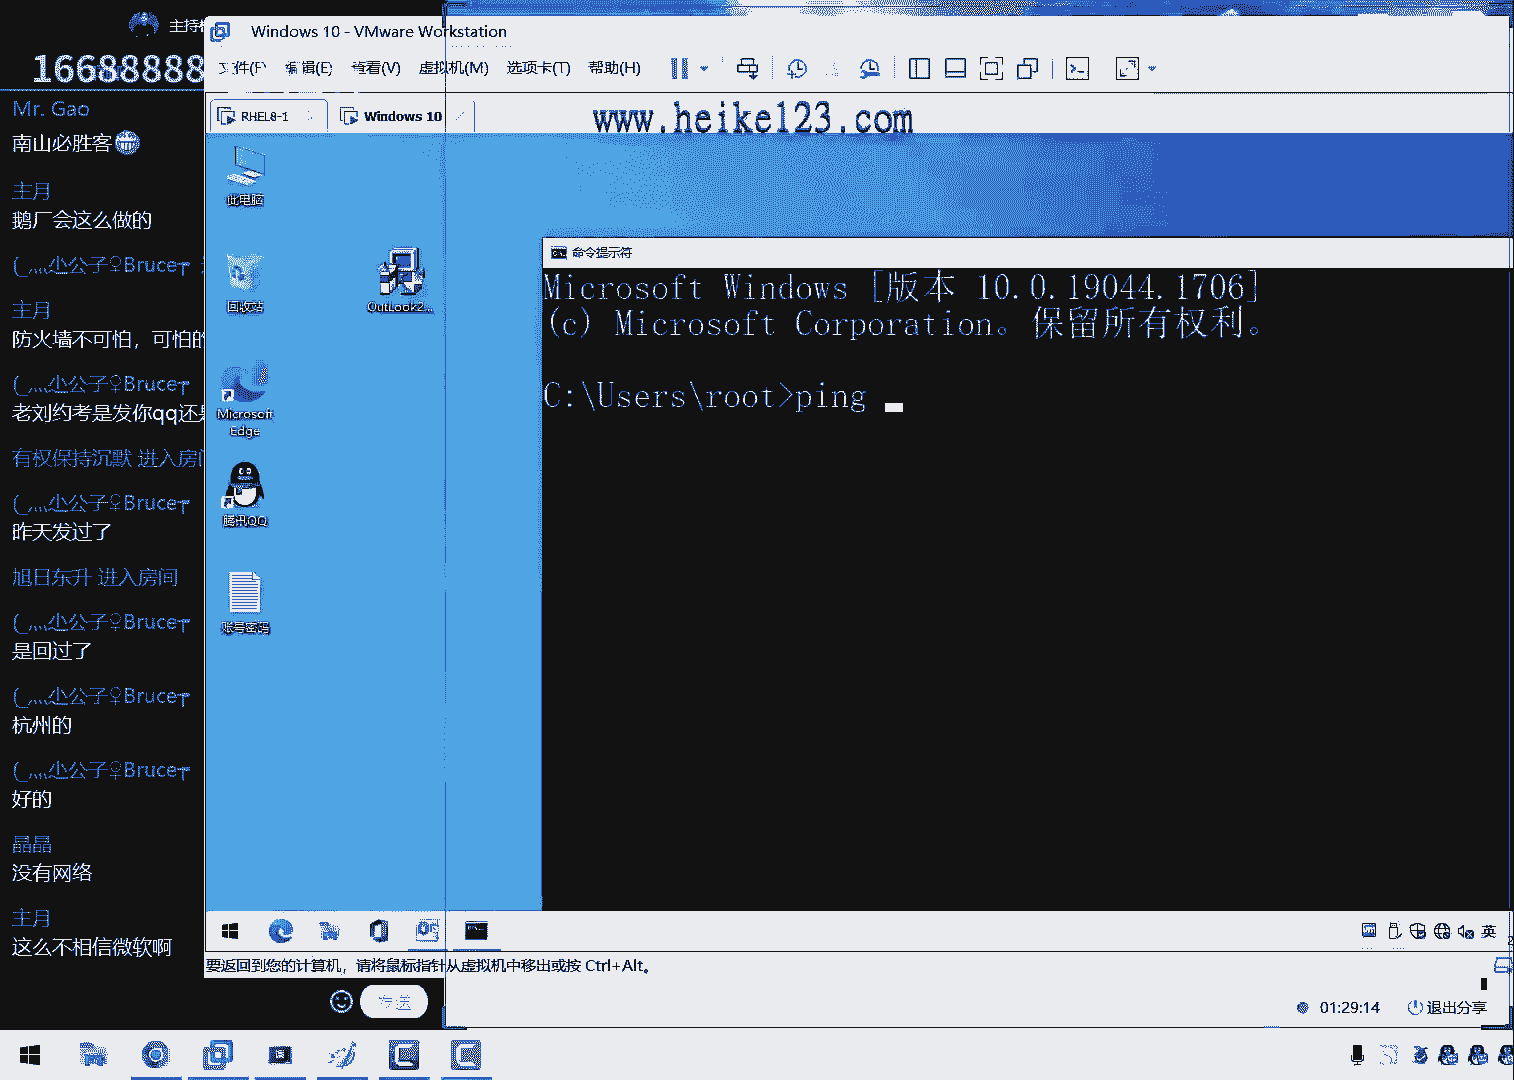 主持
16688888
Mr. Gao
南山必胜客
主月
鹅厂会这么做的
尘公子♀Bruce
主月
防火墙不可怕，可怕的
尘公子♀Bruce
老刘约考是发你qq还是
有权保持沉默 进入房间
尘公子♀Bruce
昨天发过了
旭日东升 进入房间
尘公子♀Bruce
是回过了
尘公子♀Bruce
杭州的
尘公子♀Bruce
好的
晶晶
没有网络
主月
这么不相信微软啊
发送
Windows 10 - VMware Workstation
文件(F) 编辑(E) 查看(V) 虚拟机(M) 选项卡(T) 帮助(H)
RHEL8-1 Windows 10
www.heike123.com
此电脑
回收站
OutLook2...
Microsoft
Edge
腾讯QQ
账号密码
命令提示符
Microsoft Windows [版本 10.0.19044.1706]
(c) Microsoft Corporation。保留所有权利。
C:\Users\root>ping
英
要返回到您的计算机，请将鼠标指针从虚拟机中移出或按 Ctrl+Alt。
01:29:14 退出分享